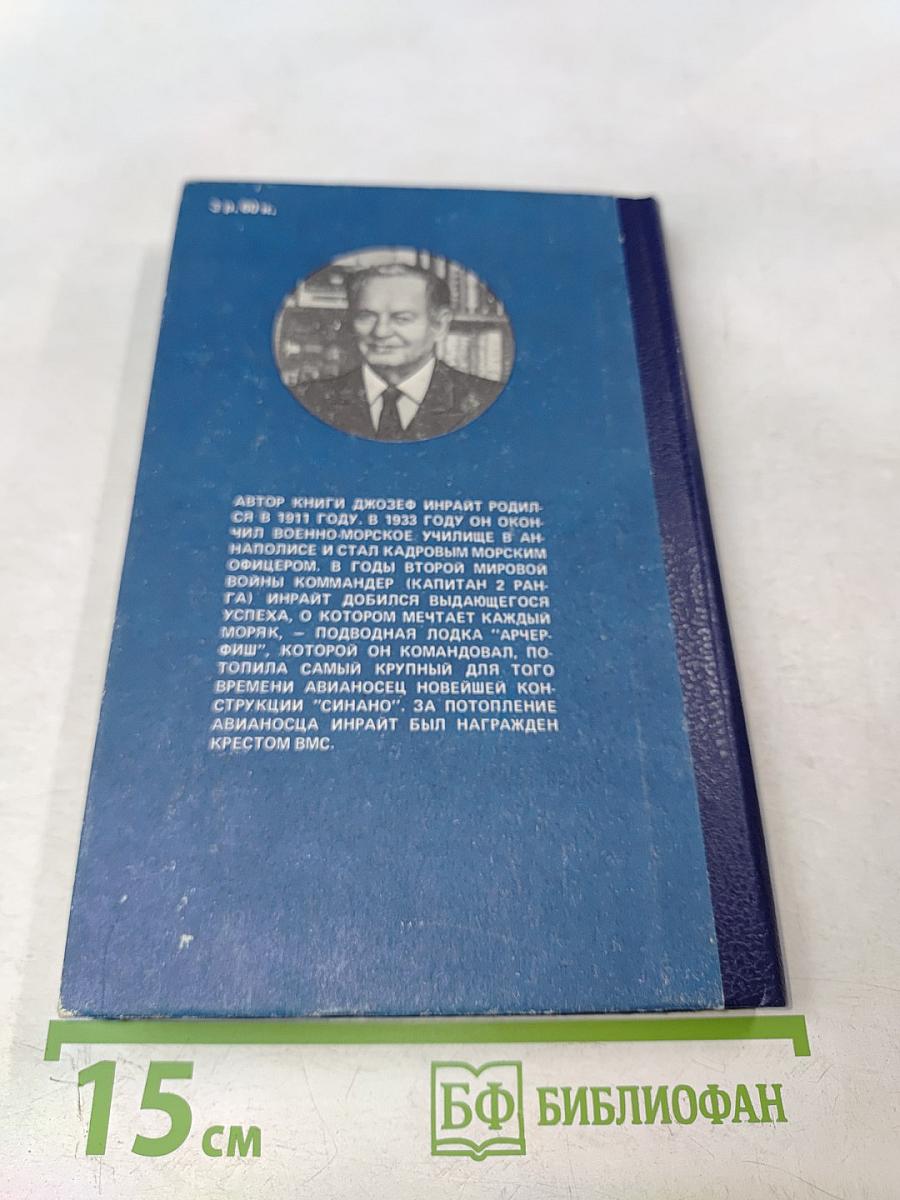 3 р. 60 к.
АВТОР КНИГИ ДЖОЗЕФ ИНРАЙТ РОДИЛ-
СЯ В 1911 ГОДУ. В 1933 ГОДУ ОН ОКОН-
ЧИЛ ВОЕННО-МОРСКОЕ УЧИЛИЩЕ В АН-
НАПОЛИСЕ И СТАЛ КАДРОВЫМ МОРСКИМ
ОФИЦЕРОМ. В ГОДЫ ВТОРОЙ МИРОВОЙ
ВОЙНЫ КОММАНДЕР (КАПИТАН 2 РАН-
ГА) ИНРАЙТ ДОБИЛСЯ ВЫДАЮЩЕГОСЯ
УСПЕХА, О КОТОРОМ МЕЧТАЕТ КАЖДЫЙ
МОРЯК, – ПОДВОДНАЯ ЛОДКА "АРЧЕР-
ФИШ", КОТОРОЙ ОН КОМАНДОВАЛ, ПО-
ТОПИЛА САМЫЙ КРУПНЫЙ ДЛЯ ТОГО
ВРЕМЕНИ АВИАНОСЕЦ НОВЕЙШЕЙ КОН-
СТРУКЦИИ "СИНАНО". ЗА ПОТОПЛЕНИЕ
АВИАНОСЦА ИНРАЙТ БЫЛ НАГРАЖДЕН
КРЕСТОМ ВМС.
15 см
БФ БИБЛИОФАН